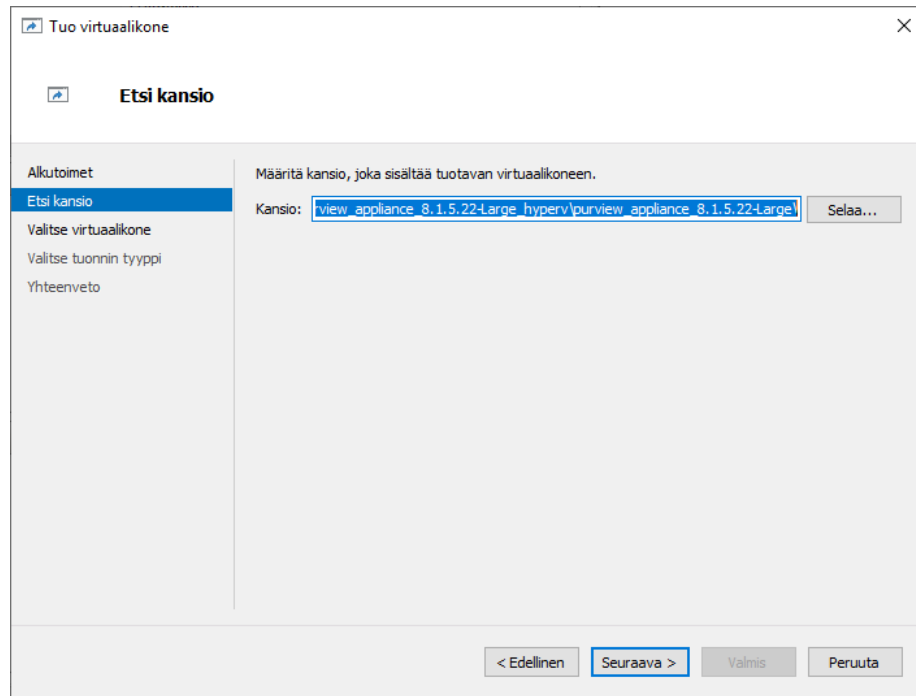 Tuo virtuaalikone
Etsi kansio
Alkutoimet
Etsi kansio
Valitse virtuaalikone
Valitse tuonnin tyyppi
Yhteenveto
Määritä kansio, joka sisältää tuotavan virtuaalikoneen.
Kansio: rview_appliance_8.1.5.22-Large_hyperv\purview_appliance_8.1.5.22-Large\ Selaa...
< Edellinen Seuraava > Valmis Peruuta